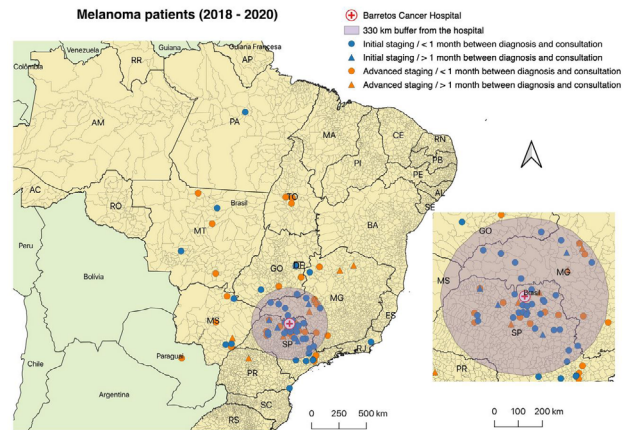 Melanoma patients (2018 - 2020)
Barretos Cancer Hospital
330 km buffer from the hospital
Initial staging / < 1 month between diagnosis and consultation
Initial staging / > 1 month between diagnosis and consultation
Advanced staging / < 1 month between diagnosis and consultation
Advanced staging / > 1 month between diagnosis and consultation
Venezuela
Guiana
Guiana Francesa
Colômbia
RR
AP
AM
PA
MA
CE
RN
PB
PI
PE
AC
AL
TO
SE
RO
Brasil
BA
MT
Peru
Bolívia
GO
DF
MG
MS
ES
SP
RJ
Chile
Paraguai
PR
Argentina
SC
RS
0 250 500 km
GO
MS
MG
Brasil
SP
PR
0 100 200 km